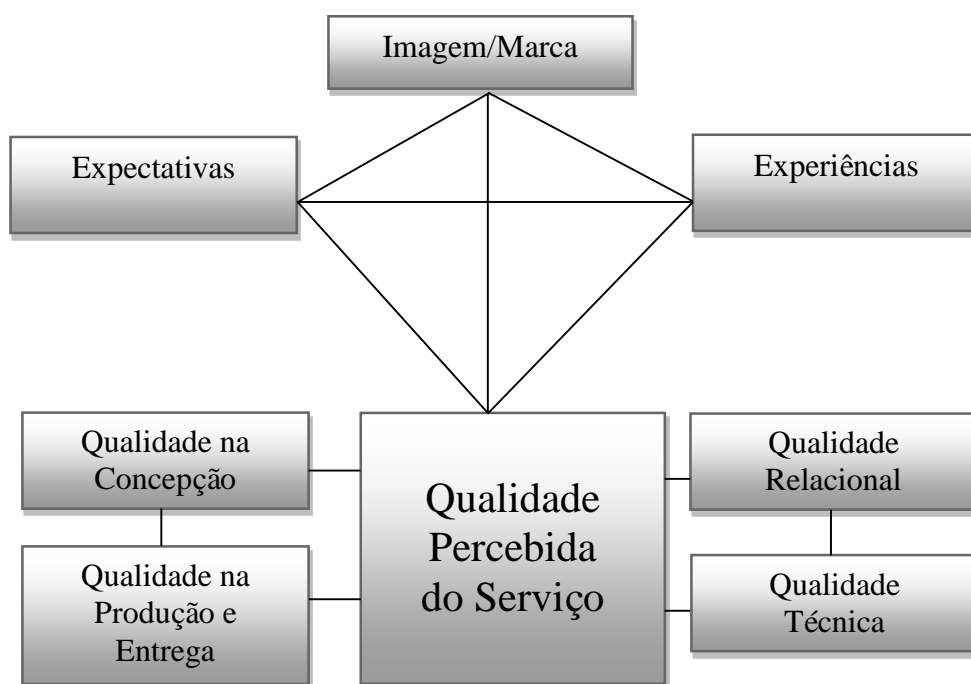 Imagem/Marca
Expectativas
Experiências
Qualidade na
Concepção
Qualidade na
Produção e
Entrega
Qualidade
Percebida
do Serviço
Qualidade
Relacional
Qualidade
Técnica